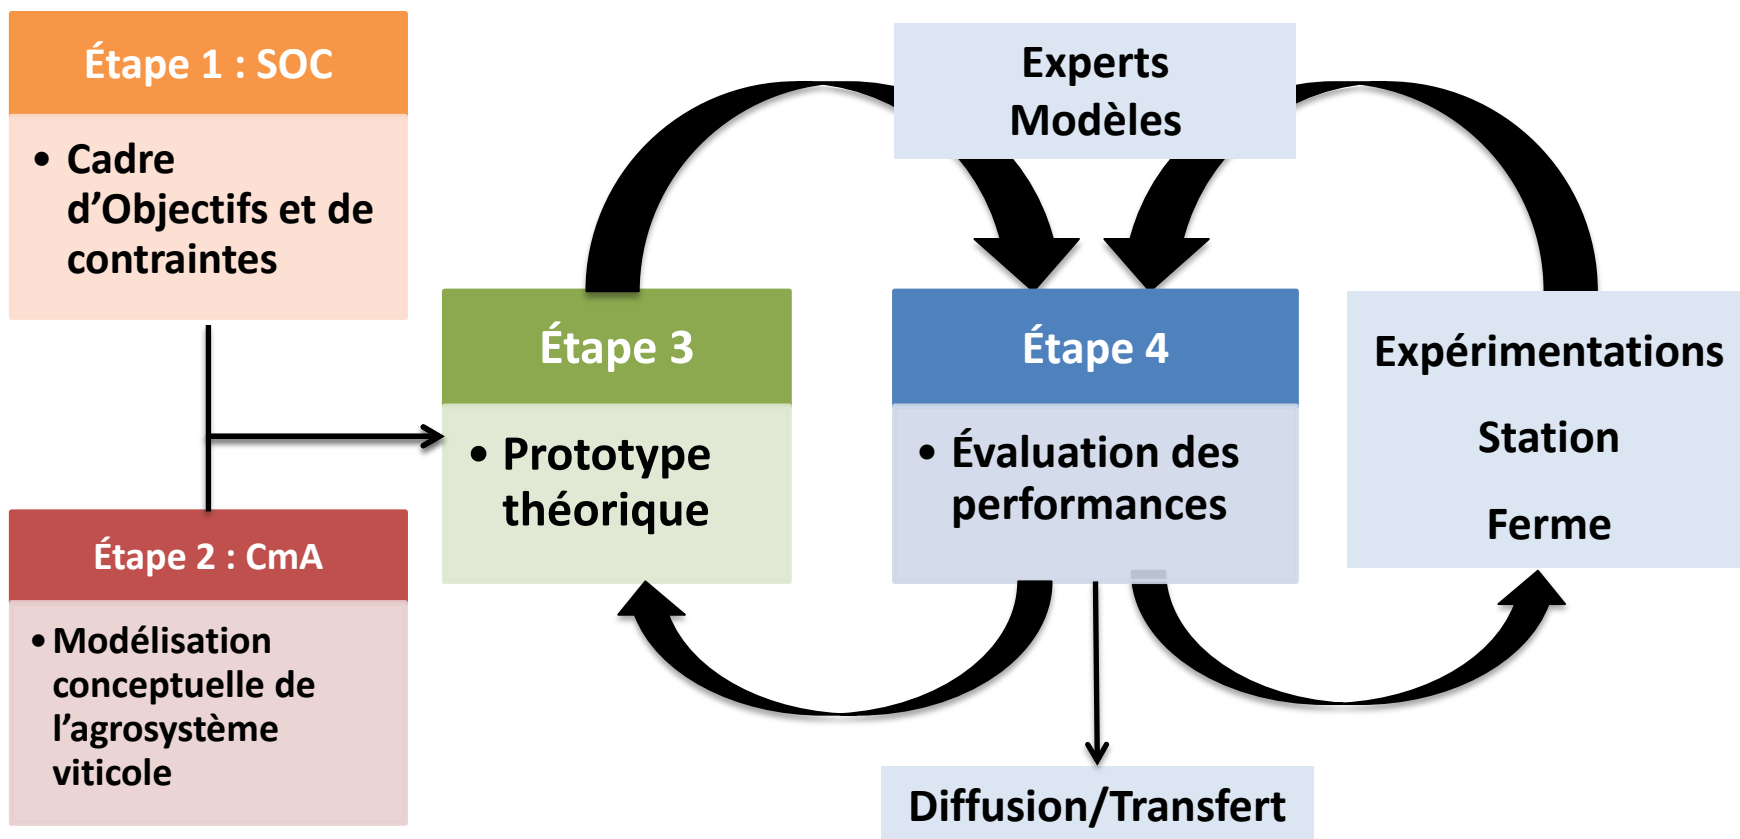 Étape 1 : SOC
• Cadre
d’Objectifs et de
contraintes
Étape 2 : CmA
• Modélisation
conceptuelle de
l’agrosystème
viticole
Étape 3
• Prototype
théorique
Experts
Modèles
Étape 4
• Évaluation des
performances
Expérimentations
Station
Ferme
Diffusion/Transfert